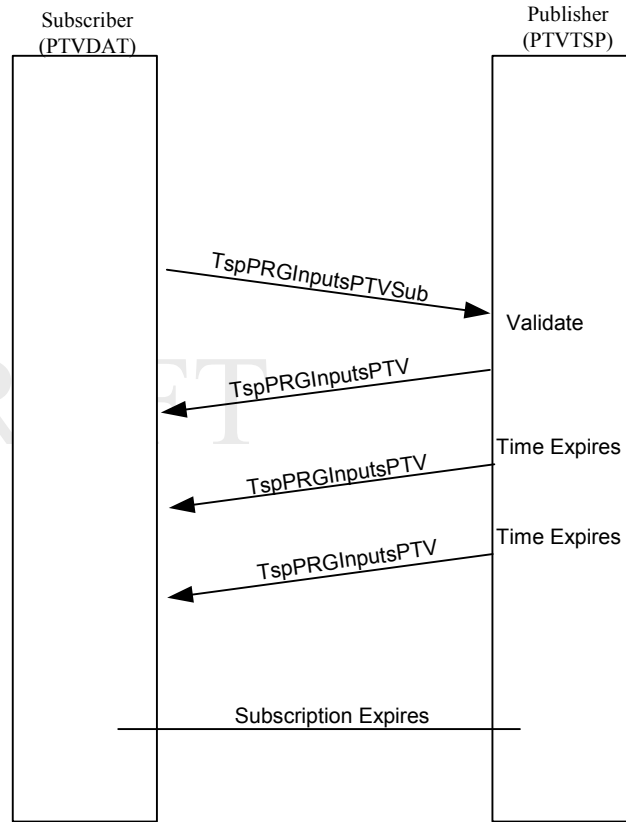 Subscriber
(PTVDAT)
Publisher
(PTVTSP)
TspPRGInputsPTVSub
Validate
TspPRGInputsPTV
Time Expires
TspPRGInputsPTV
Time Expires
TspPRGInputsPTV
Subscription Expires